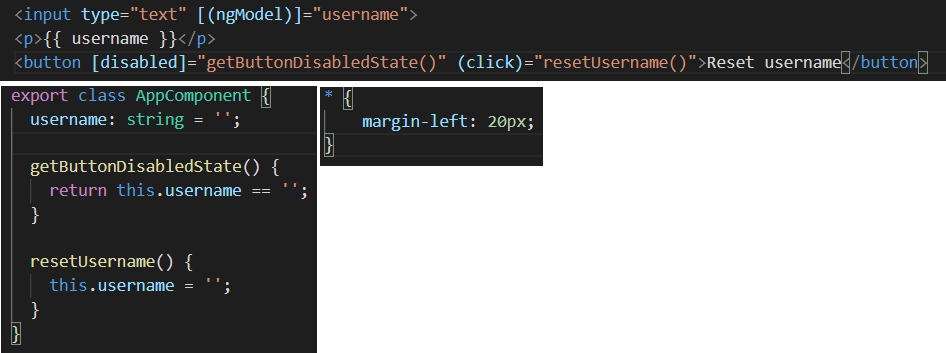 <input type="text" [(ngModel)]="username">
<p>{{ username }}</p>
<button [disabled]="getButtonDisabledState()" (click)="resetUsername()">Reset username</button>
export class AppComponent {
  username: string = '';
  getButtonDisabledState() {
    return this.username == '';
  }
  resetUsername() {
    this.username = '';
  }
}
* {
    margin-left: 20px;
}